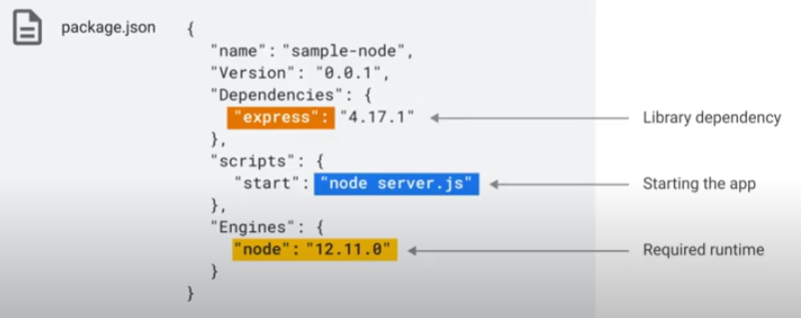 package.json {
"name": "sample-node",
"Version": "0.0.1",
"Dependencies": {
"express": "4.17.1" Library dependency
},
"scripts": {
"start": "node server.js" Starting the app
},
"Engines": {
"node": "12.11.0" Required runtime
}
}